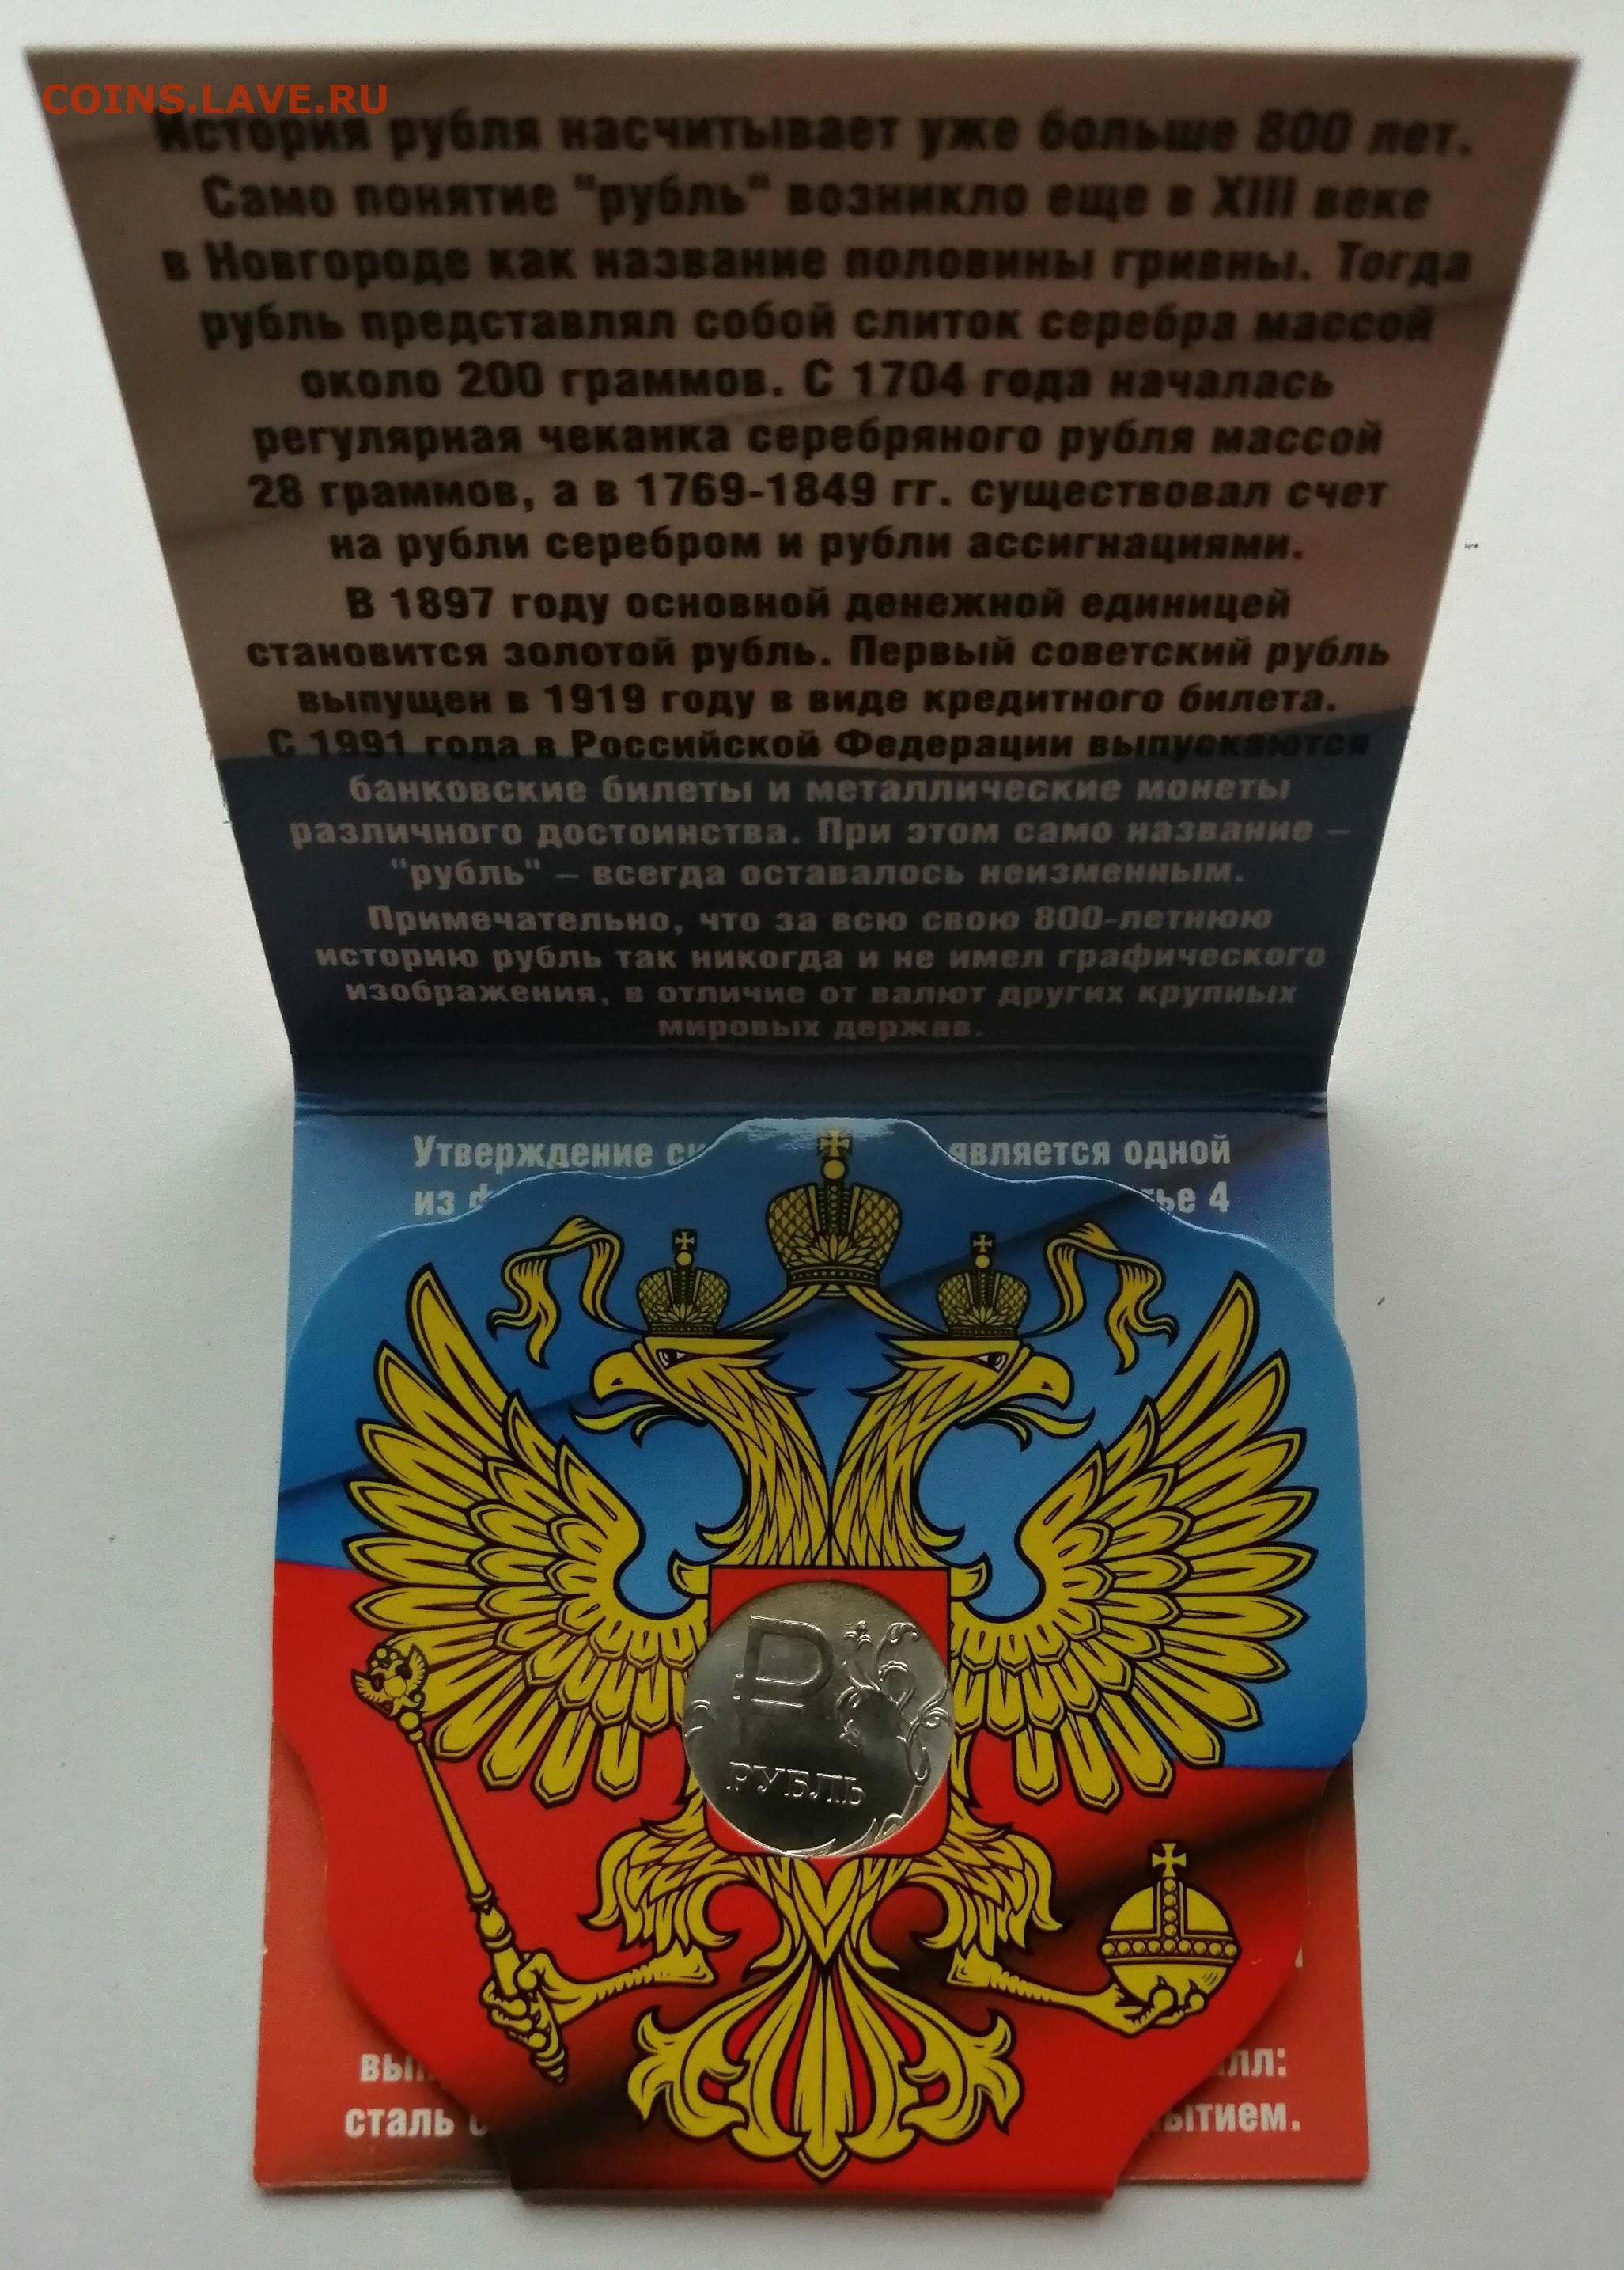 COINS.LAVE.RU
История рубля насчитывает уже больше 800 лет.
Само понятие "рубль" возникло еще в XIII веке
в Новгороде как название половины гривны. Тогда
рубль представлял собой слиток серебра массой
около 200 граммов. С 1704 года началась
регулярная чеканка серебряного рубля массой
28 граммов, а в 1769-1849 гг. существовал счет
на рубли серебром и рубли ассигнациями.
В 1897 году основной денежной единицей
становится золотой рубль. Первый советский рубль
выпущен в 1919 году в виде кредитного билета.
С 1991 года в Российской Федерации выпускаются
банковские билеты и металлические монеты
различного достоинства. При этом само название –
"рубль" – всегда оставалось неизменным.
Примечательно, что за всю свою 800-летнюю
историю рубль так никогда и не имел графического
изображения, в отличие от валют других крупных
мировых держав.
Утверждение является одной
из 4
РУБЛЬ
сталь